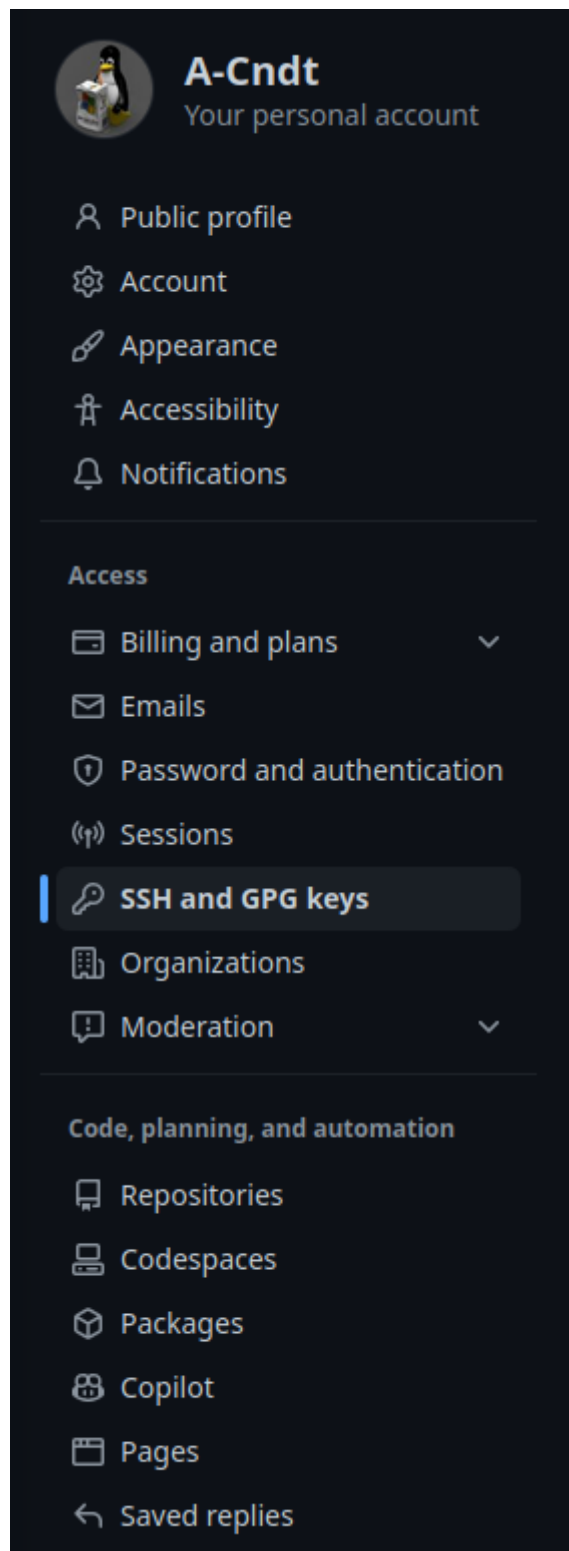 A-Cndt
Your personal account
Public profile
Account
Appearance
Accessibility
Notifications
Access
Billing and plans
Emails
Password and authentication
Sessions
SSH and GPG keys
Organizations
Moderation
Code, planning, and automation
Repositories
Codespaces
Packages
Copilot
Pages
Saved replies